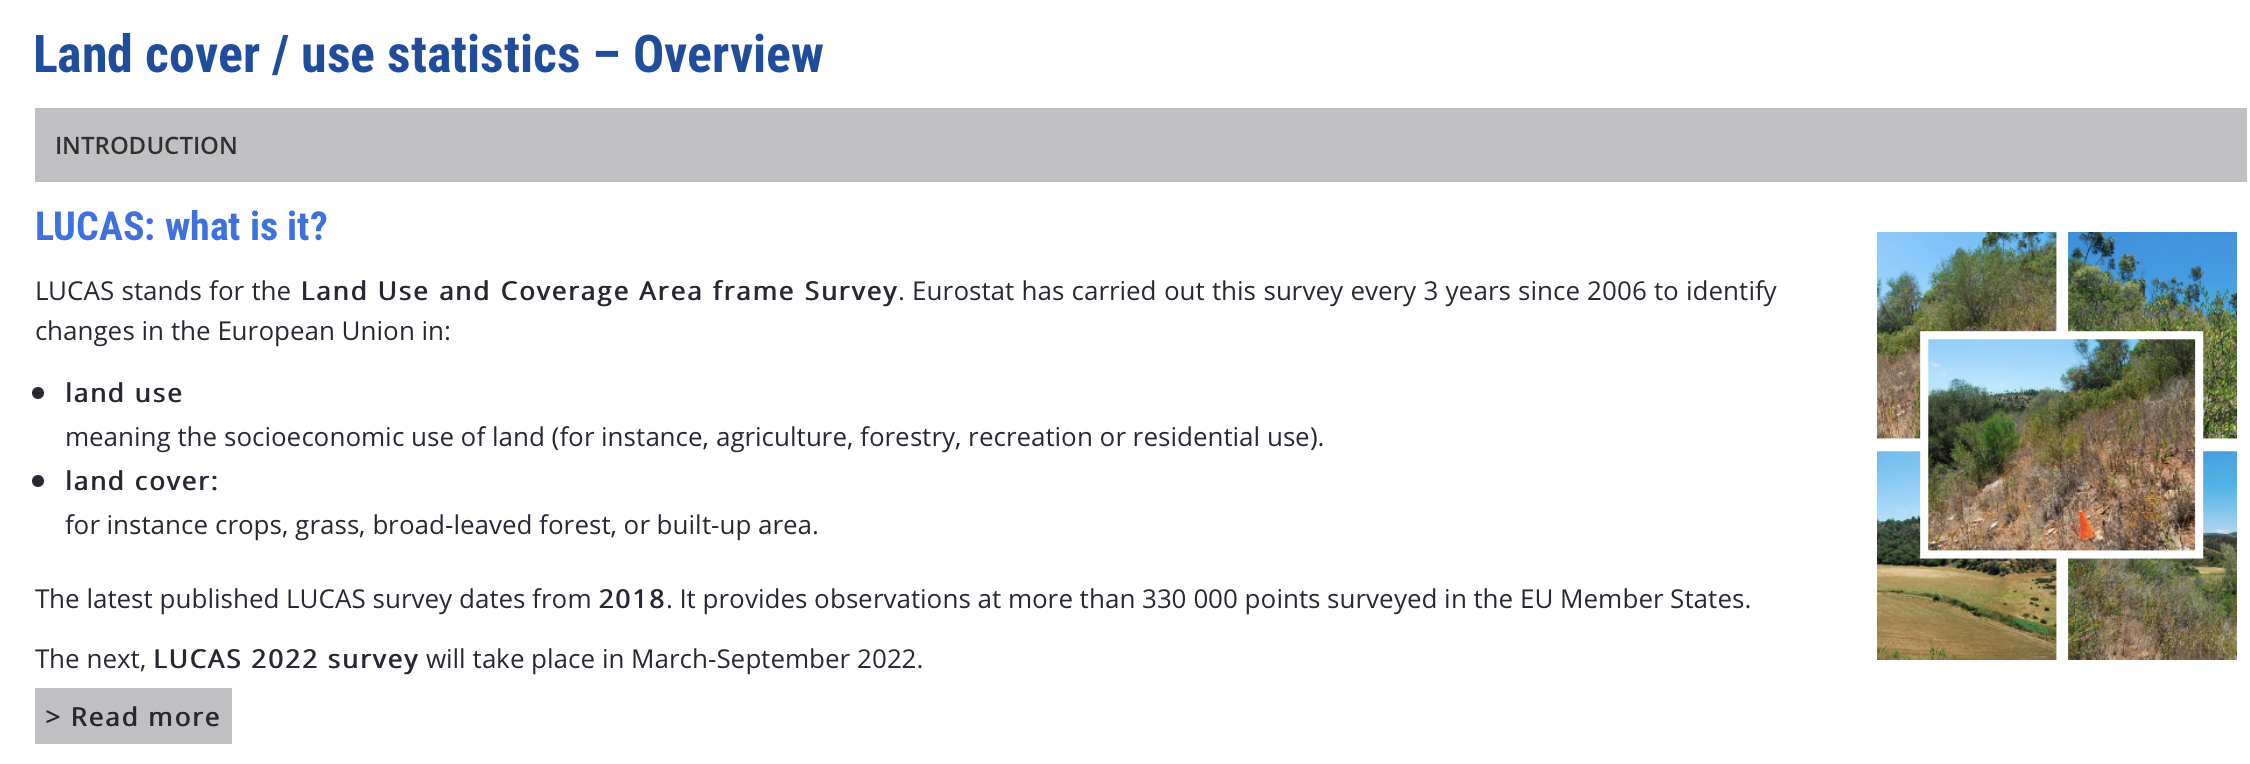 Land cover / use statistics – Overview
INTRODUCTION
LUCAS: what is it?
LUCAS stands for the Land Use and Coverage Area frame Survey. Eurostat has carried out this survey every 3 years since 2006 to identify
changes in the European Union in:
• land use
meaning the socioeconomic use of land (for instance, agriculture, forestry, recreation or residential use).
• land cover:
for instance crops, grass, broad-leaved forest, or built-up area.
The latest published LUCAS survey dates from 2018. It provides observations at more than 330 000 points surveyed in the EU Member States.
The next, LUCAS 2022 survey will take place in March-September 2022.
> Read more